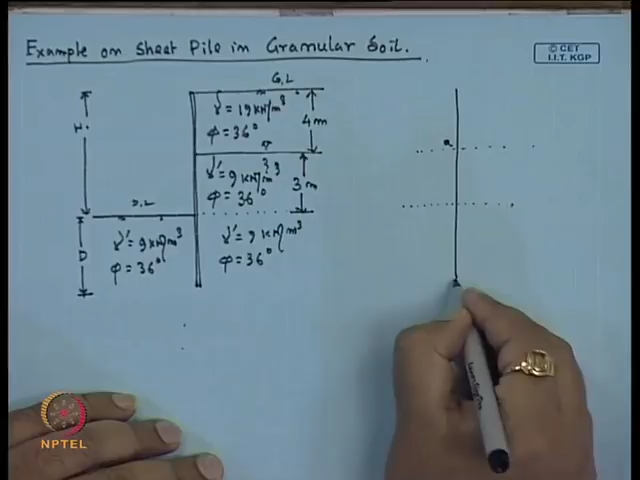 Example on Sheet Pile in Granular Soil.
© CET
I.I.T. KGP
G.L
γ = 19 kN/m³
φ = 36°
4m
H
γ' = 9 kN/m³
φ = 36°
3m
D.L
γ' = 9 kN/m³
φ = 36°
γ' = 9 kN/m³
φ = 36°
D
a
NPTEL